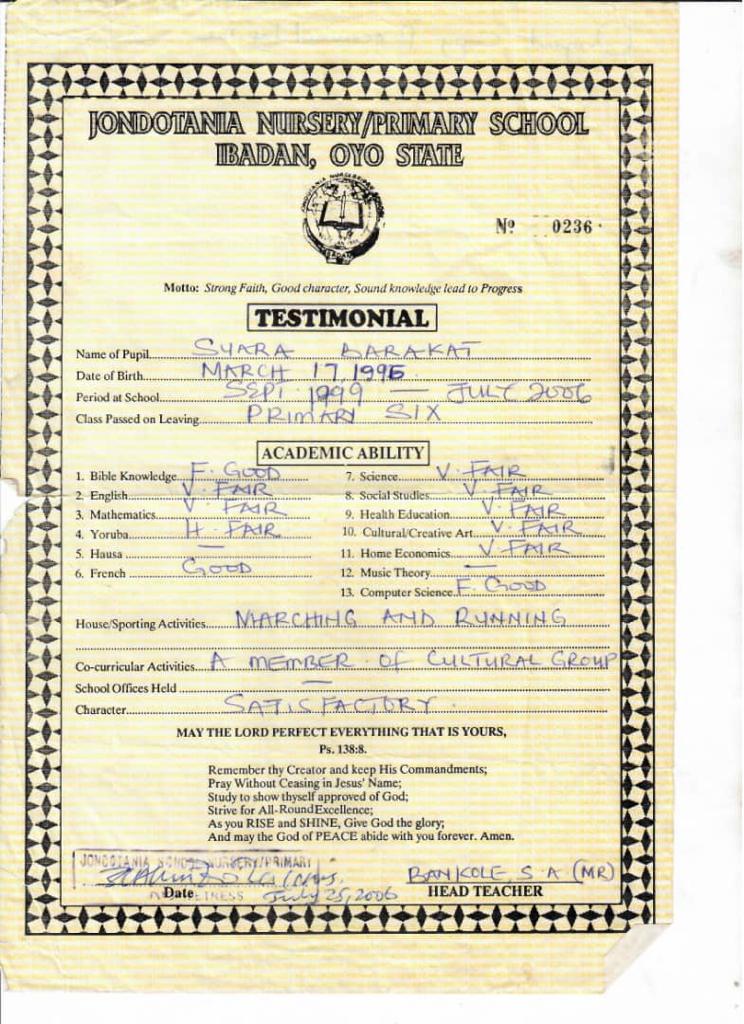 JONDOTANIA NURSERY/PRIMARY SCHOOL
IBADAN, OYO STATE
Nº 0236
Motto: Strong Faith, Good character, Sound knowledge lead to Progress
TESTIMONIAL
Name of Pupil SUARA BARAKAT
Date of Birth MARCH 17 1995
Period at School SEPT. 1999 — JULY 2006
Class Passed on Leaving PRIMARY SIX
ACADEMIC ABILITY
1. Bible Knowledge F. GOOD
2. English V. FAIR
3. Mathematics V. FAIR
4. Yoruba H. FAIR
5. Hausa —
6. French GOOD
7. Science V. FAIR
8. Social Studies V. FAIR
9. Health Education V. FAIR
10. Cultural/Creative Art V. FAIR
11. Home Economics V. FAIR
12. Music Theory —
13. Computer Science F. GOOD
House/Sporting Activities MARCHING AND RUNNING
Co-curricular Activities A MEMBER OF CULTURAL GROUP
School Offices Held —
Character SATISFACTORY.
MAY THE LORD PERFECT EVERYTHING THAT IS YOURS,
Ps. 138:8.
Remember thy Creator and keep His Commandments;
Pray Without Ceasing in Jesus' Name;
Study to show thyself approved of God;
Strive for All-Round Excellence;
As you RISE and SHINE, Give God the glory;
And may the God of PEACE abide with you forever. Amen.
JONDOTANIA NURSERY/PRIMARY
BANKOLE, S. A (MR)
Date July 25, 2006
HEAD TEACHER